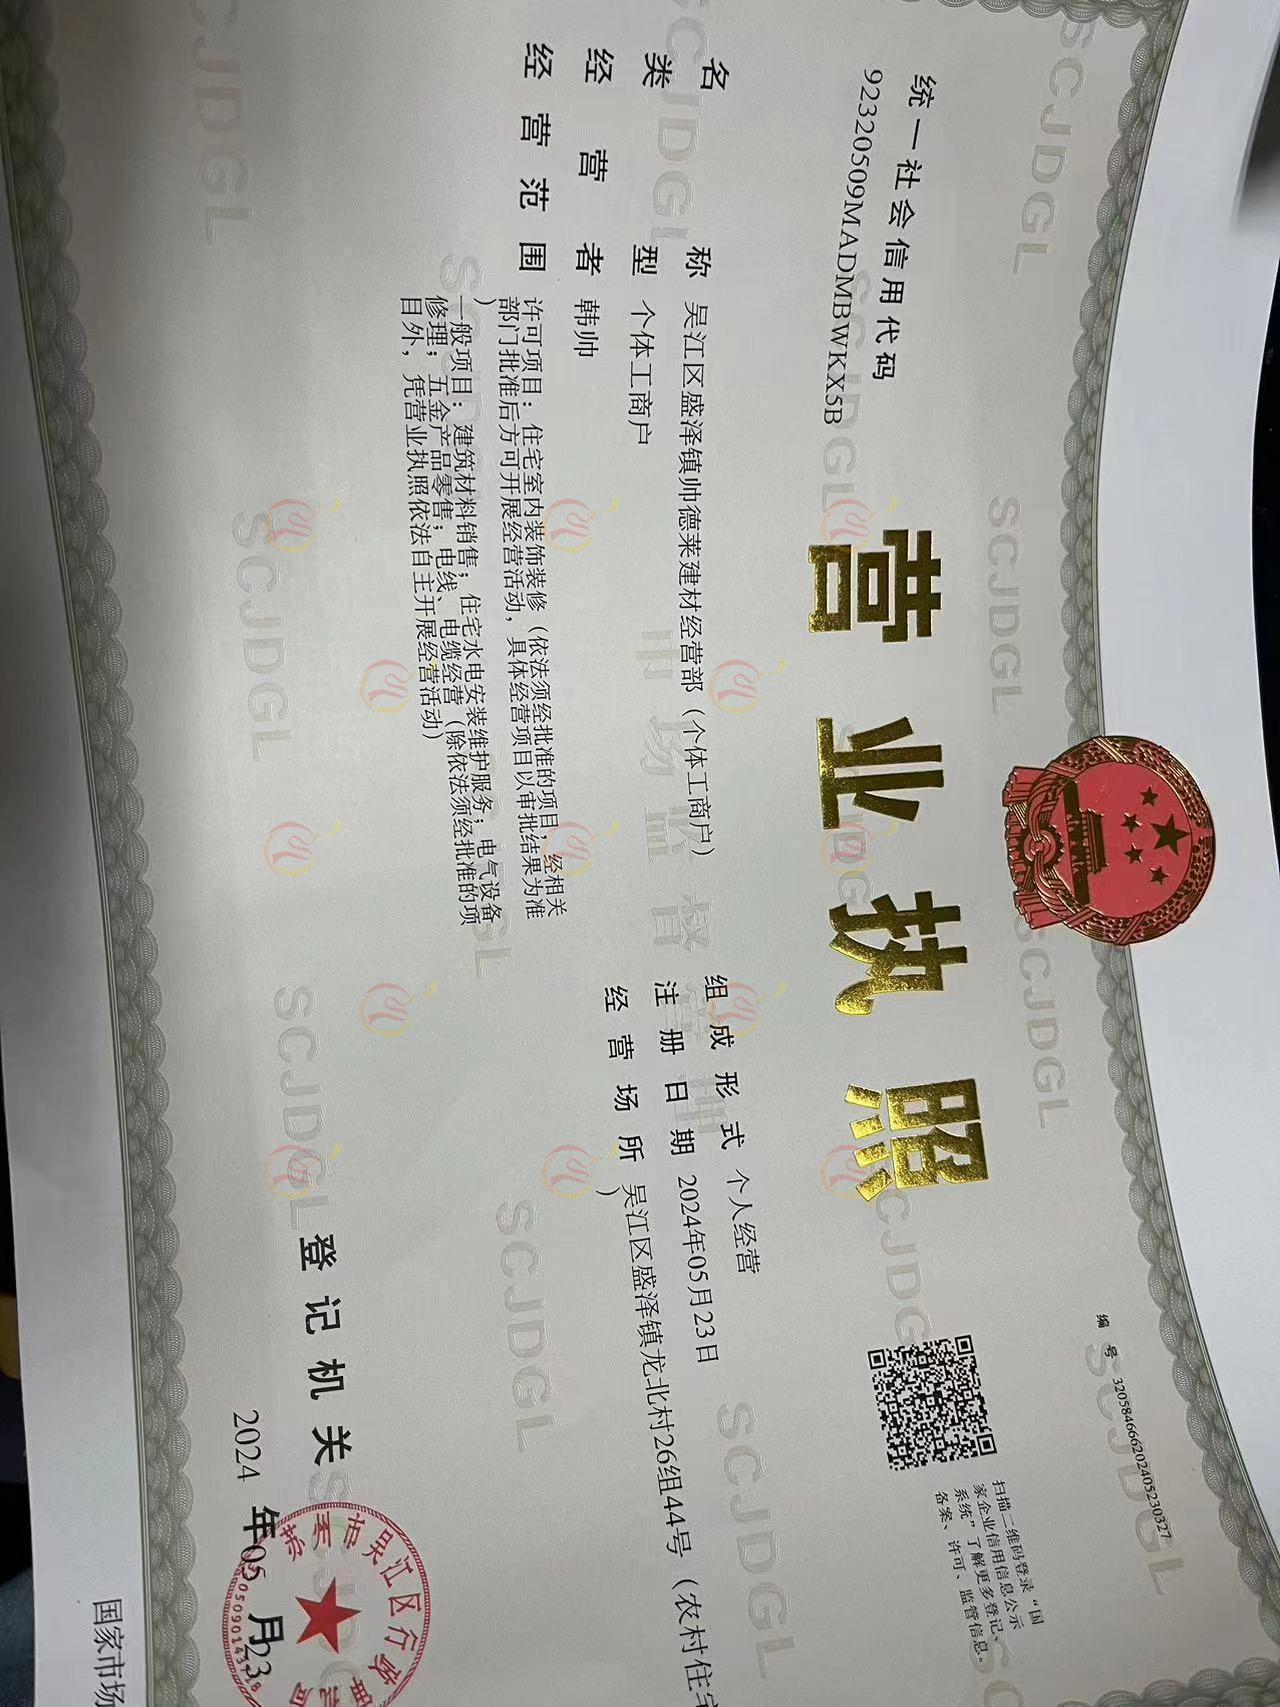 编 号 320584666202405230327
统一社会信用代码
92320509MADMBWKX5B
营业执照
扫描二维码登录“国
家企业信用信息公示
系统”了解更多登记、
备案、许可、监管信息。
名 称 吴江区盛泽镇帅德莱建材经营部（个体工商户）
类 型 个体工商户
经 营 者 韩帅
经 营 范 围 许可项目：住宅室内装饰装修（依法须经批准的项目，经相关
部门批准后方可开展经营活动，具体经营项目以审批结果为准
）
一般项目：建筑材料销售；住宅水电安装维护服务；电气设备
修理；五金产品零售；电线、电缆经营（除依法须经批准的项
目外，凭营业执照依法自主开展经营活动）
组 成 形 式 个人经营
注 册 日 期 2024年05月23日
经 营 场 所 吴江区盛泽镇龙北村26组44号（农村住宅
）
登记机关
2024 年05 月23
国家市场
SCJDGL
SCJDGL
SCJDGL
SCJDGL
SCJDGL
SCJDGL
SCJDGL
SCJDGL